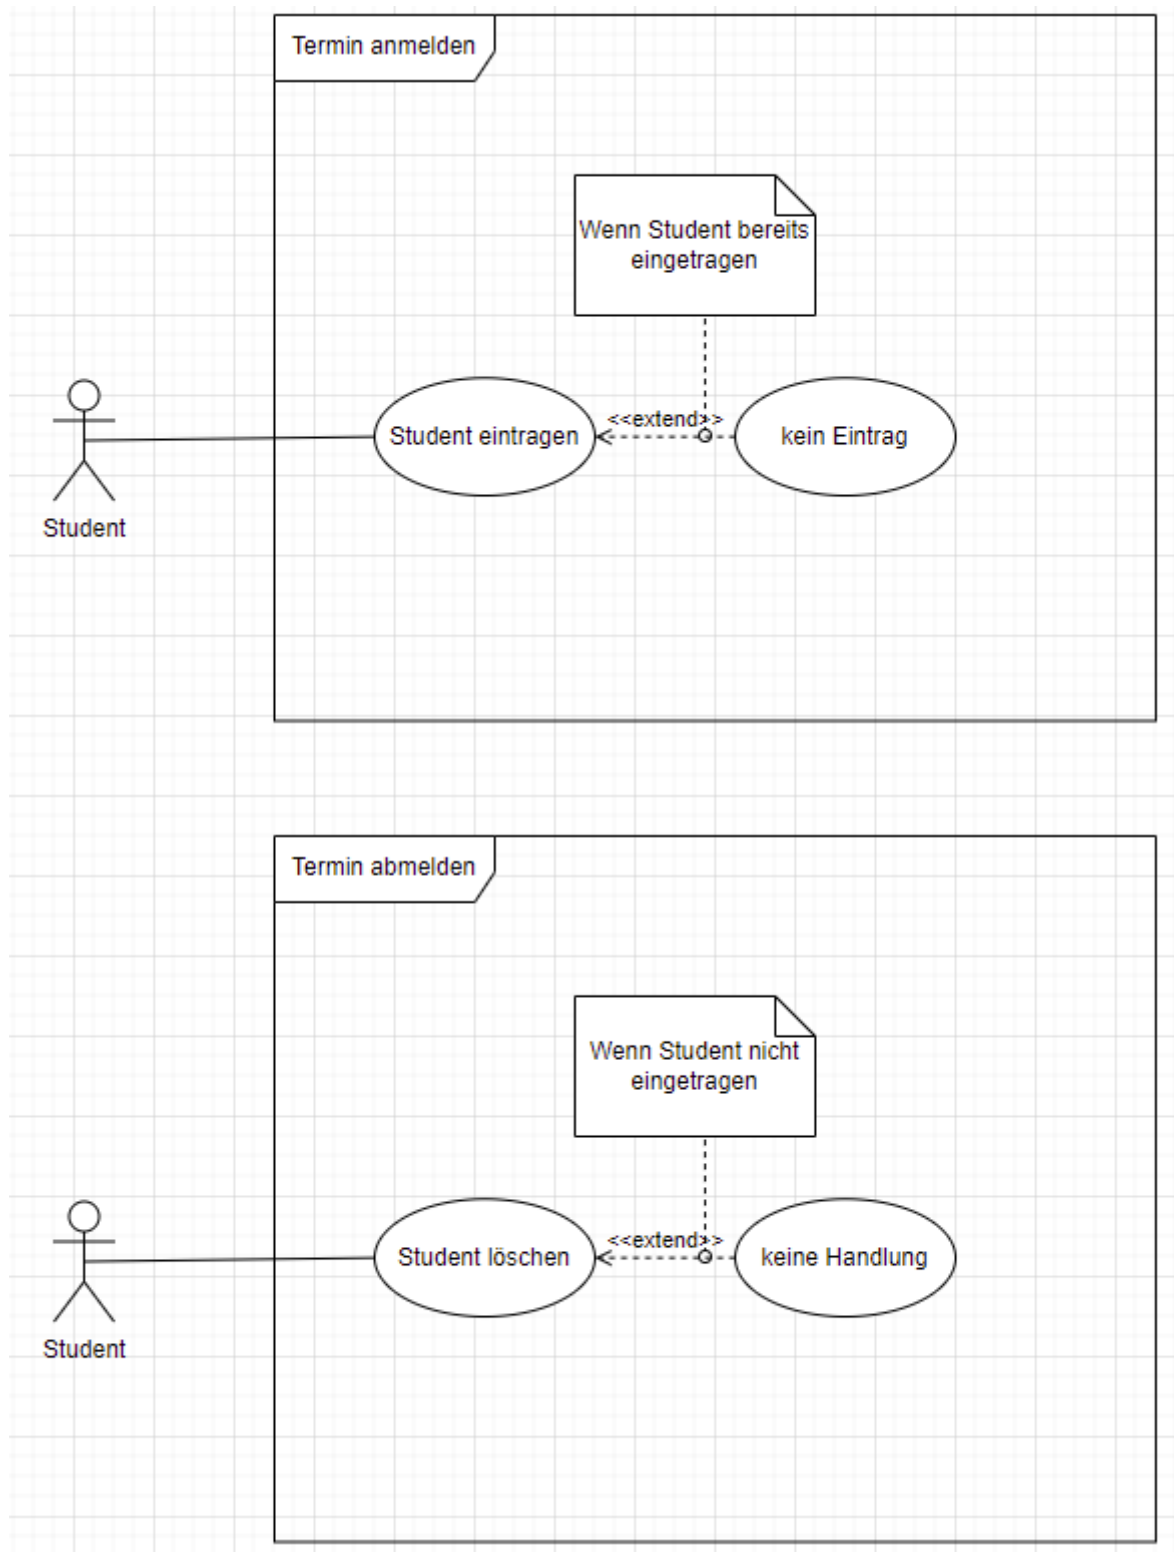 Termin anmelden
Wenn Student bereits
eingetragen
<<extend>>
Student eintragen
kein Eintrag
Student
Termin abmelden
Wenn Student nicht
eingetragen
<<extend>>
Student löschen
keine Handlung
Student